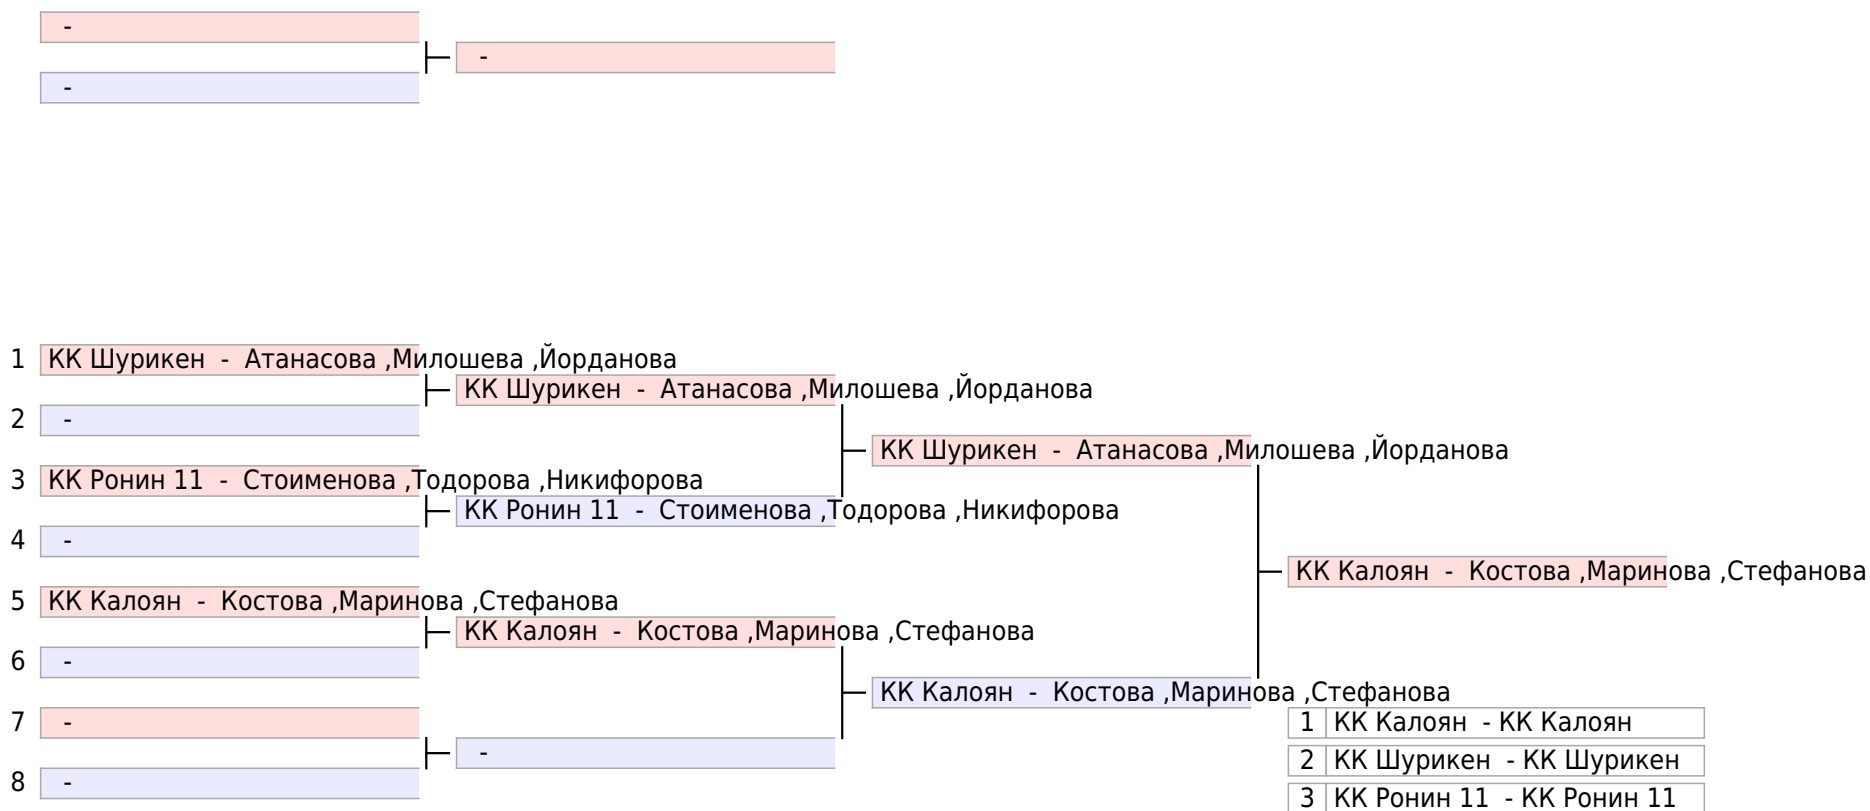 -
-
-
1 КК Шурикен - Атанасова ,Милошева ,Йорданова
КК Шурикен - Атанасова ,Милошева ,Йорданова
2 -
КК Шурикен - Атанасова ,Милошева ,Йорданова
3 КК Ронин 11 - Стоименова ,Тодорова ,Никифорова
КК Ронин 11 - Стоименова ,Тодорова ,Никифорова
4 -
КК Калоян - Костова ,Маринова ,Стефанова
5 КК Калоян - Костова ,Маринова ,Стефанова
КК Калоян - Костова ,Маринова ,Стефанова
6 -
КК Калоян - Костова ,Маринова ,Стефанова
7 -
-
8 -
1 КК Калоян - КК Калоян
2 КК Шурикен - КК Шурикен
3 КК Ронин 11 - КК Ронин 11